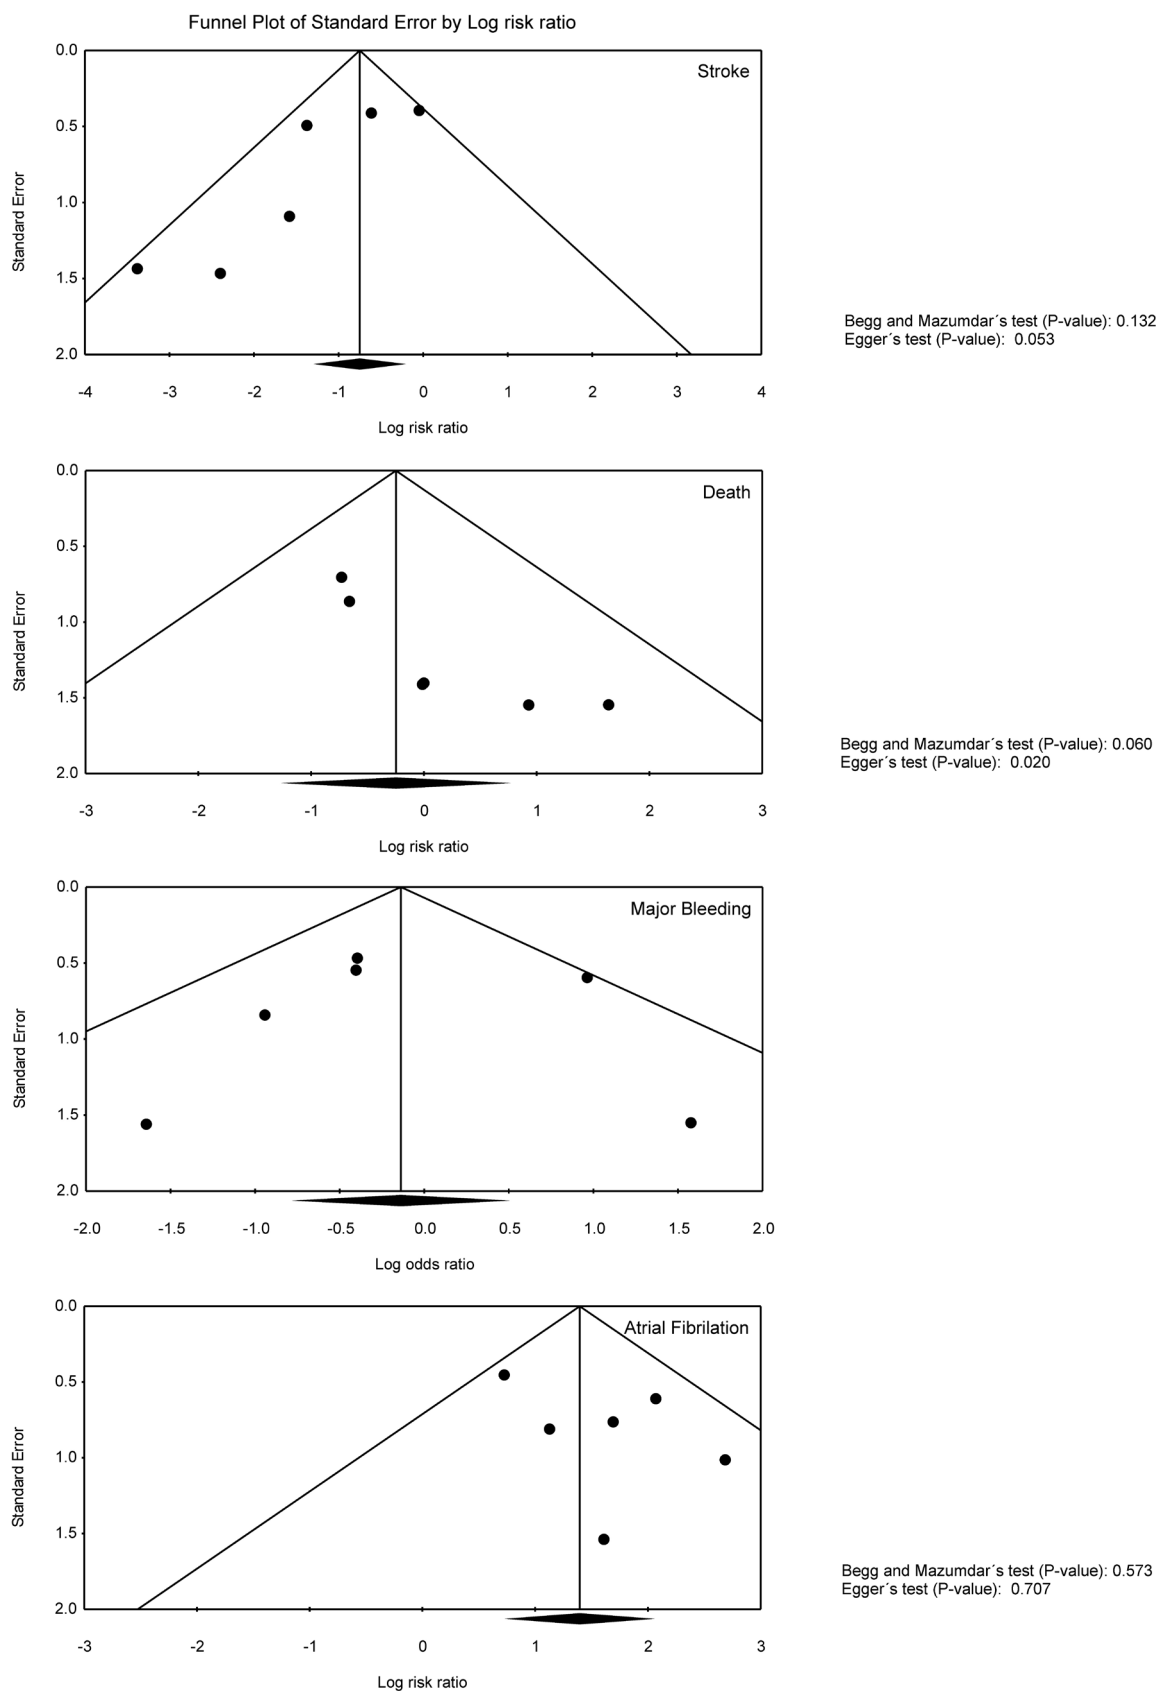 Funnel Plot of Standard Error by Log risk ratio
0.0
Stroke
0.5
Standard Error
1.0
1.5
Begg and Mazumdar´s test (P-value): 0.132
Egger´s test (P-value):  0.053
2.0
-4 -3 -2 -1 0 1 2 3 4
Log risk ratio
0.0
Death
0.5
Standard Error
1.0
1.5
Begg and Mazumdar´s test (P-value): 0.060
Egger´s test (P-value):  0.020
2.0
-3 -2 -1 0 1 2 3
Log risk ratio
0.0
Major Bleeding
0.5
Standard Error
1.0
1.5
2.0
-2.0 -1.5 -1.0 -0.5 0.0 0.5 1.0 1.5 2.0
Log odds ratio
0.0
Atrial Fibrilation
0.5
Standard Error
1.0
1.5
Begg and Mazumdar´s test (P-value): 0.573
Egger´s test (P-value):  0.707
2.0
-3 -2 -1 0 1 2 3
Log risk ratio